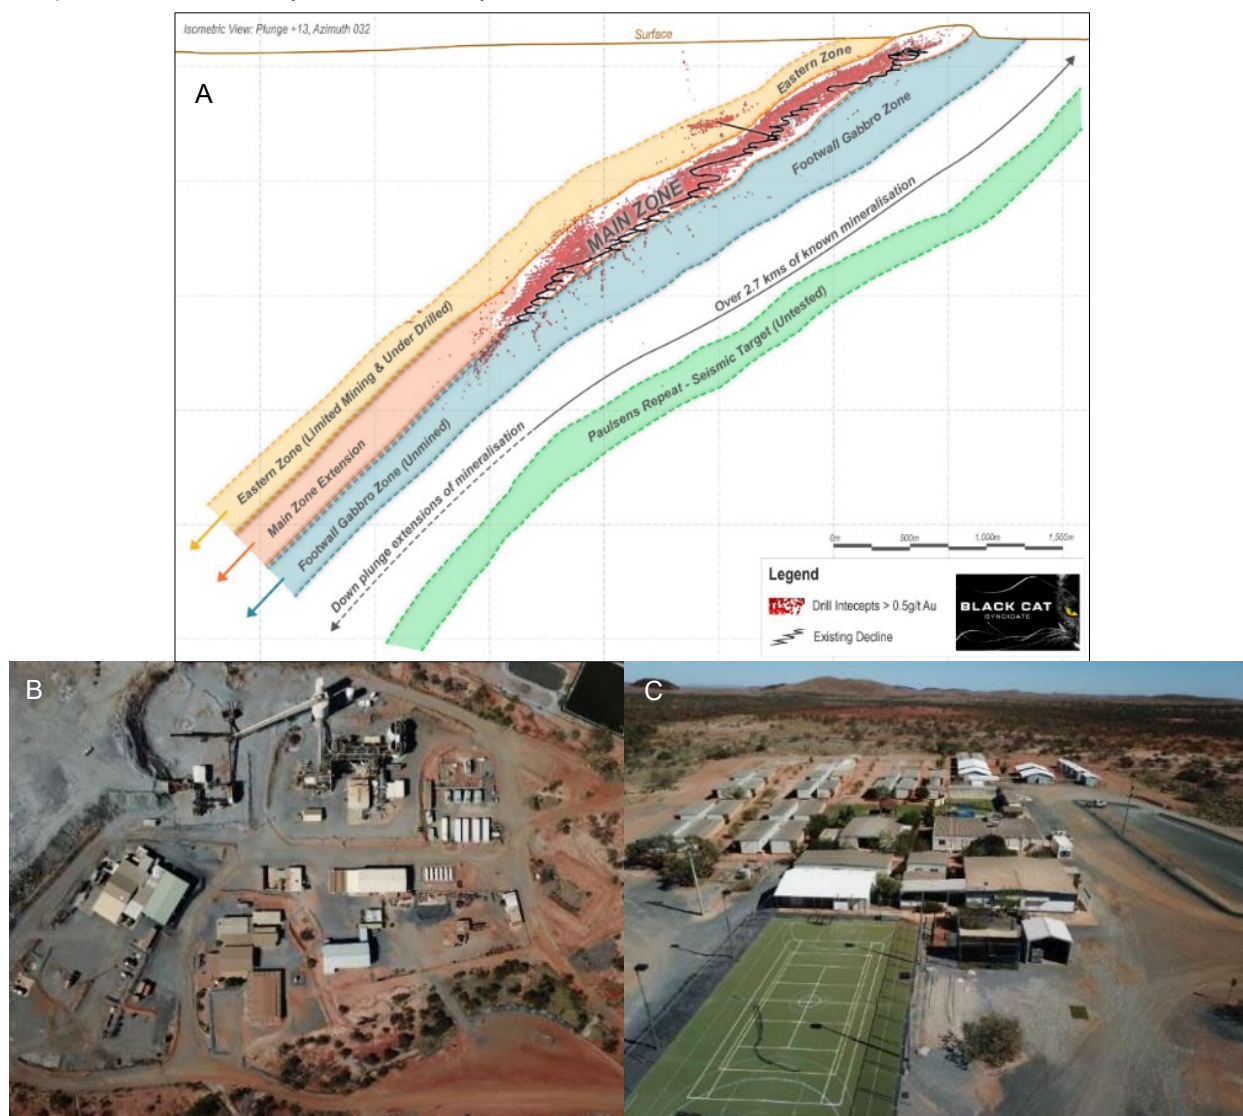 Isometric View: Plunge +13, Azimuth 032
Surface
A
Eastern Zone
Footwall Gabbro Zone
MAIN ZONE
Over 2.7 kms of known mineralisation
Eastern Zone (Limited Mining & Under Drilled)
Main Zone Extension
Footwall Gabbro Zone (Unmined)
Down plunge extensions of mineralisation
Paulsens Repeat - Seismic Target (Untested)
0m 500m 1,000m 1,500m
Legend
Drill Intecepts > 0.5g/t Au
Existing Decline
BLACK CAT
SYNDICATE
B
C